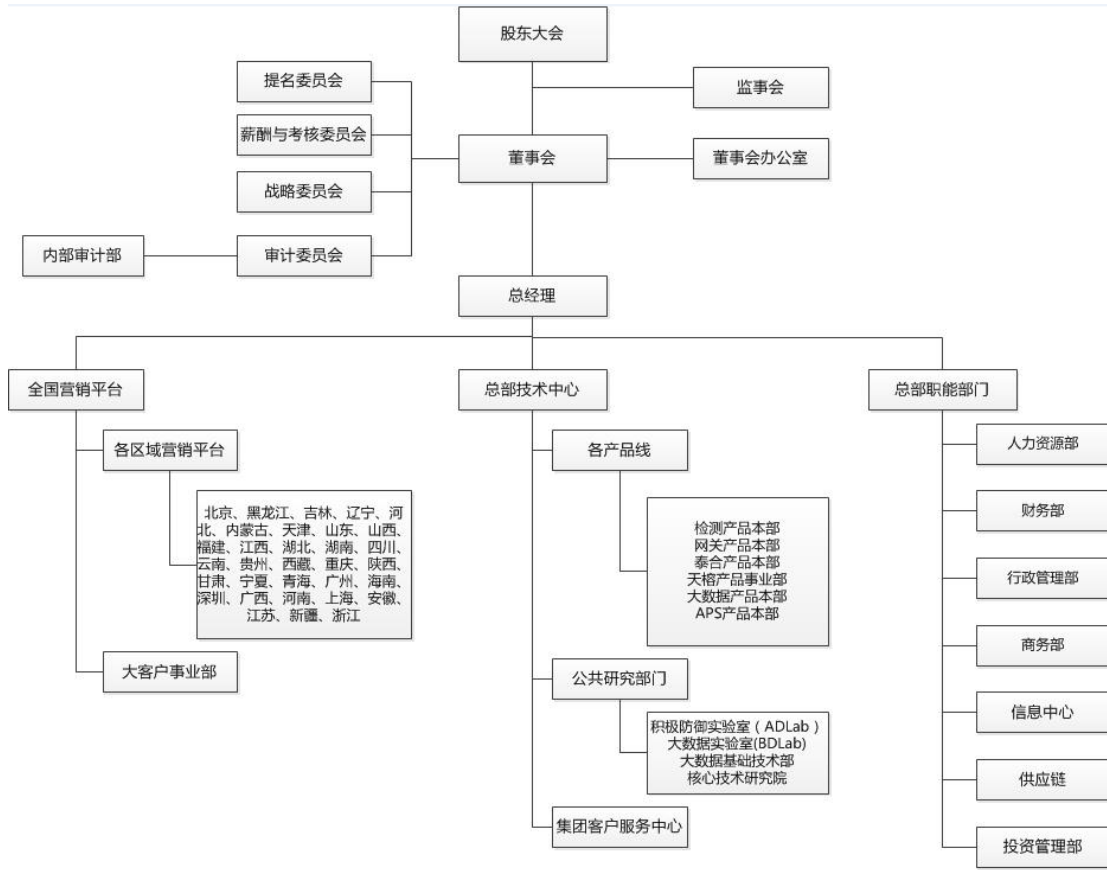 股东大会
提名委员会
监事会
薪酬与考核委员会
董事会
董事会办公室
战略委员会
内部审计部
审计委员会
总经理
全国营销平台
总部技术中心
总部职能部门
各区域营销平台
北京、黑龙江、吉林、辽宁、河
北、内蒙古、天津、山东、山西、
福建、江西、湖北、湖南、四川、
云南、贵州、西藏、重庆、陕西、
甘肃、宁夏、青海、广州、海南、
深圳、广西、河南、上海、安徽、
江苏、新疆、浙江
大客户事业部
各产品线
检测产品本部
网关产品本部
泰合产品本部
天榕产品事业部
大数据产品本部
APS产品本部
公共研究部门
积极防御实验室（ADLab）
大数据实验室(BDLab)
大数据基础技术部
核心技术研究院
集团客户服务中心
人力资源部
财务部
行政管理部
商务部
信息中心
供应链
投资管理部